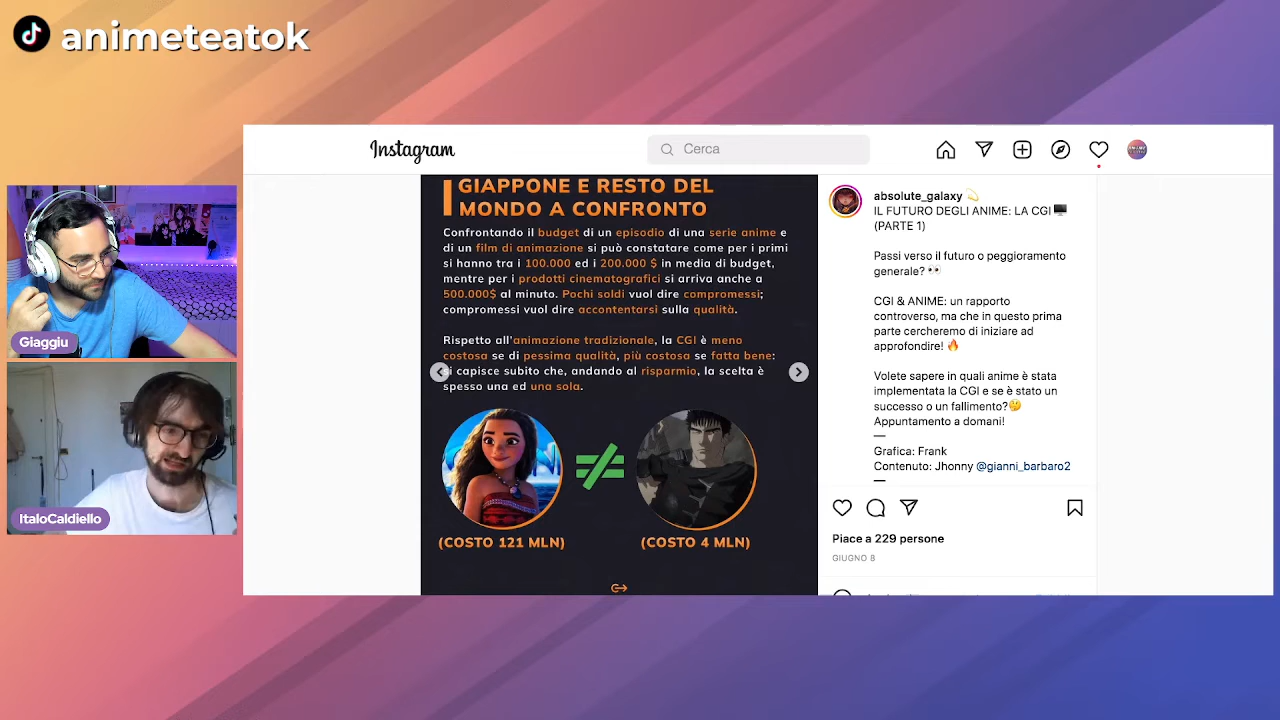 animeteatok
Instagram
Cerca
Giaggiu
ItaloCaldiello
GIAPPONE E RESTO DEL
MONDO A CONFRONTO
Confrontando il budget di un episodio di una serie anime e
di un film di animazione si può constatare come per i primi
si hanno tra i 100.000 ed i 200.000 $ in media di budget,
mentre per i prodotti cinematografici si arriva anche a
500.000$ al minuto. Pochi soldi vuol dire compromessi;
compromessi vuol dire accontentarsi sulla qualità.
Rispetto all'animazione tradizionale, la CGI è meno
costosa se di pessima qualità, più costosa se fatta bene:
si capisce subito che, andando al risparmio, la scelta è
spesso una ed una sola.
(COSTO 121 MLN)
(COSTO 4 MLN)
absolute_galaxy 💫
IL FUTURO DEGLI ANIME: LA CGI🖥️
(PARTE 1)
Passi verso il futuro o peggioramento
generale? 👀
CGI & ANIME: un rapporto
controverso, ma che in questo prima
parte cercheremo di iniziare ad
approfondire! 🔥
Volete sapere in quali anime è stata
implementata la CGI e se è stato un
successo o un fallimento?🤔
Appuntamento a domani!
—
Grafica: Frank
Contenuto: Jhonny @gianni_barbaro2
—
Piace a 229 persone
GIUGNO 8